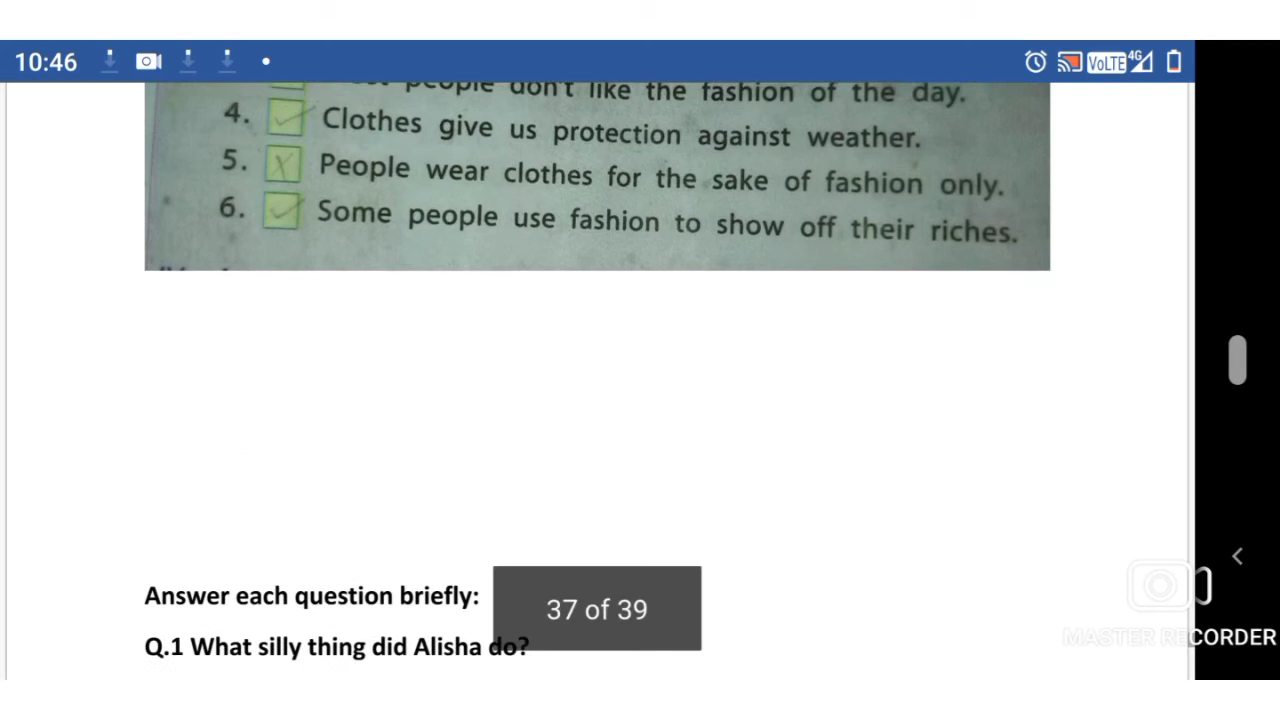 10:46
VoLTE 4G
people don't like the fashion of the day.
4. Clothes give us protection against weather.
5. X People wear clothes for the sake of fashion only.
6. Some people use fashion to show off their riches.
Answer each question briefly:
37 of 39
Q.1 What silly thing did Alisha do?
MASTER RECORDER